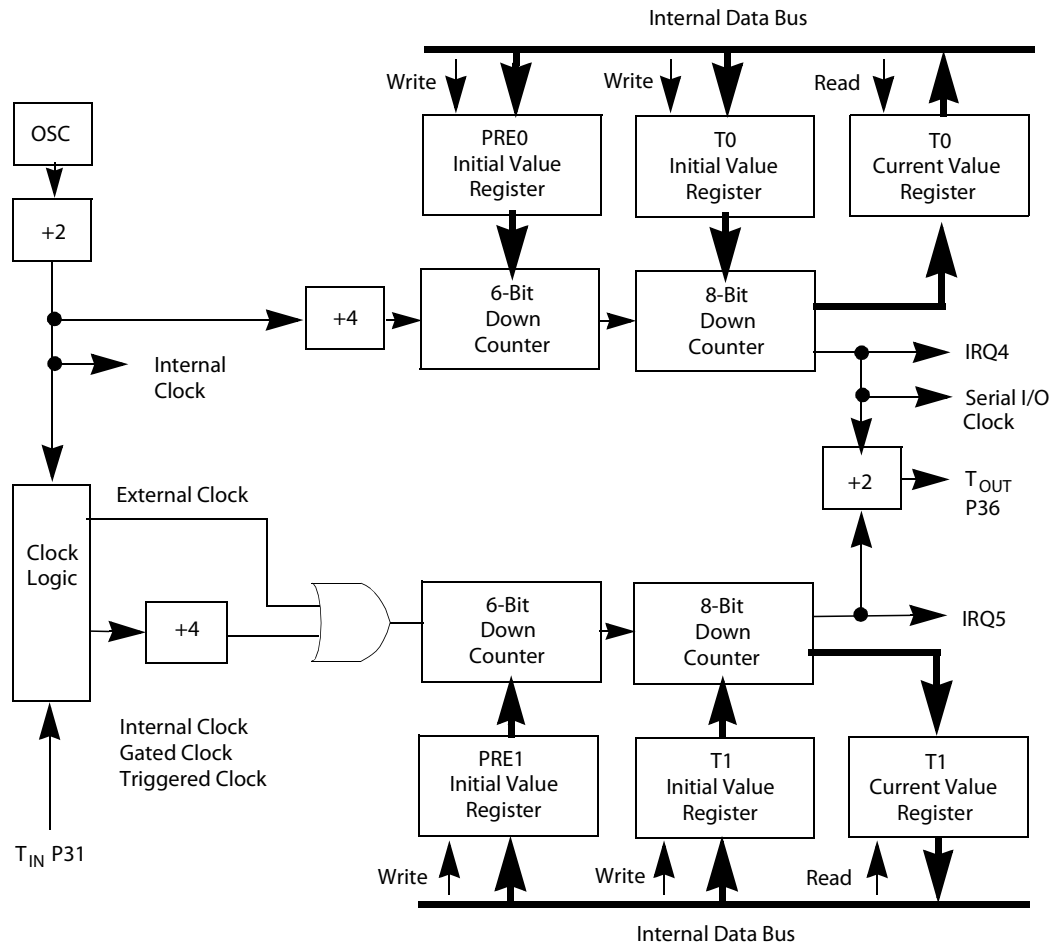 Internal Data Bus
Write
Write
Read
OSC
PRE0
Initial Value
Register
T0
Initial Value
Register
T0
Current Value
Register
+2
6-Bit
Down
Counter
8-Bit
Down
Counter
+4
Internal
Clock
IRQ4
Serial I/O
Clock
+2
TOUT
P36
External Clock
Clock
Logic
+4
6-Bit
Down
Counter
8-Bit
Down
Counter
IRQ5
Internal Clock
Gated Clock
Triggered Clock
PRE1
Initial Value
Register
T1
Initial Value
Register
T1
Current Value
Register
TIN P31
Write
Write
Read
Internal Data Bus